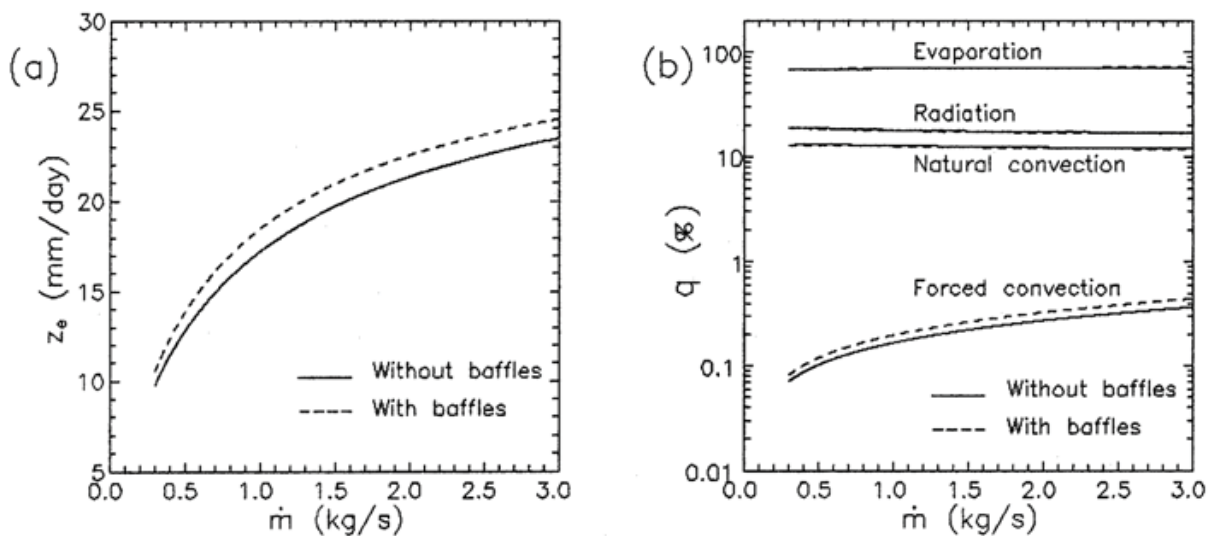 (a)
30
25
20
15
10
5
z_e (mm/day)
Without baffles
With baffles
0.0 0.5 1.0 1.5 2.0 2.5 3.0
ṁ (kg/s)
(b)
100
10
1
0.1
0.01
q (%)
Evaporation
Radiation
Natural convection
Forced convection
Without baffles
With baffles
0.0 0.5 1.0 1.5 2.0 2.5 3.0
ṁ (kg/s)